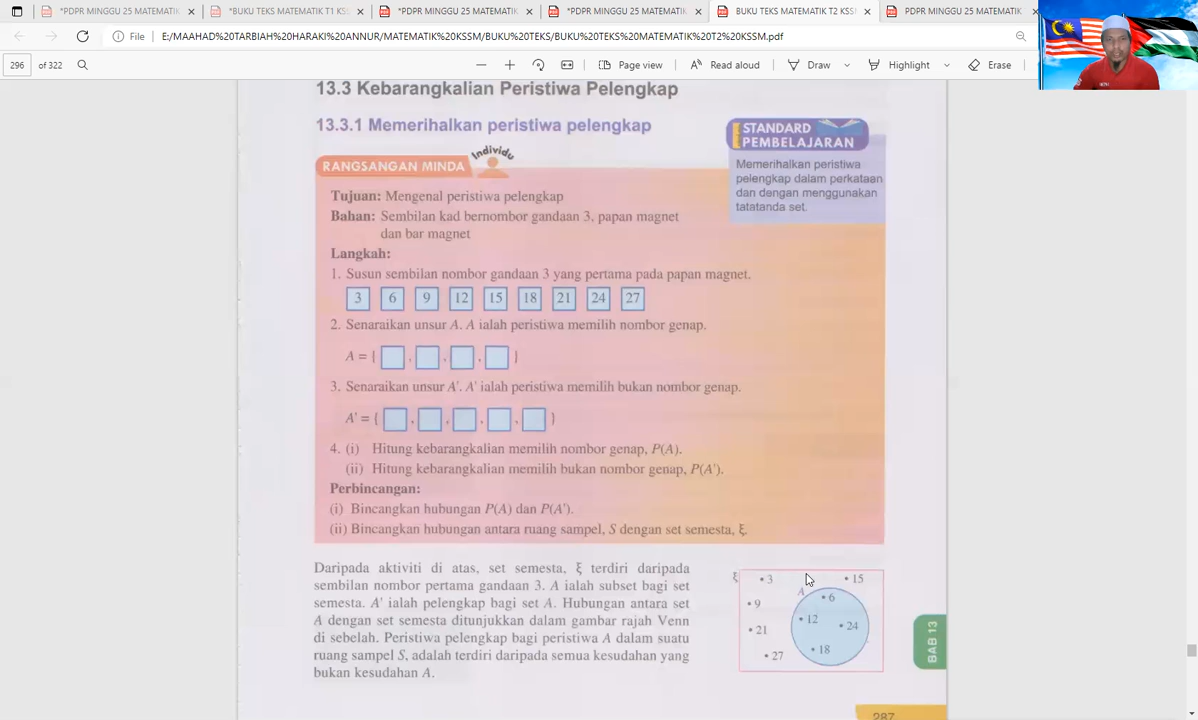 *PDPR MINGGU 25 MATEMATIK
*BUKU TEKS MATEMATIK T1 KSS
*PDPR MINGGU 25 MATEMATIK
*PDPR MINGGU 25 MATEMATIK
BUKU TEKS MATEMATIK T2 KSSM
PDPR MINGGU 25 MATEMATIK
File
E:/MAAHAD%20TARBIAH%20HARAKI%20AN
EMATEMATIK%20KSSM/BUKU%20TEKS/BUKU%20TEKS%20MATEMATIK%20T2%20KSSM.pdf
296 of 322
Page view
Read aloud
Draw
Highlight
Erase
13.3 Kebarangkalian Peristiwa Pelengkap
13.3.1 Memerihalkan peristiwa pelengkap
STANDARD
PEMBELAJARAN
Memerihalkan peristiwa
pelengkap dalam perkataan
dan dengan menggunakan
tatatanda set.
RANGSANGAN MINDA
Individu
Tujuan: Mengenal peristiwa pelengkap
Bahan: Sembilan kad bernombor gandaan 3, papan magnet
dan bar magnet
Langkah:
1. Susun sembilan nombor gandaan 3 yang pertama pada papan magnet.
3 6 9 12 15 18 21 24 27
2. Senaraikan unsur A. A ialah peristiwa memilih nombor genap.
A = { , , , }
3. Senaraikan unsur A'. A' ialah peristiwa memilih bukan nombor genap.
A' = { , , , , }
4. (i) Hitung kebarangkalian memilih nombor genap, P(A).
(ii) Hitung kebarangkalian memilih bukan nombor genap, P(A').
Perbincangan:
(i) Bincangkan hubungan P(A) dan P(A').
(ii) Bincangkan hubungan antara ruang sampel, S dengan set semesta, ξ.
Daripada aktiviti di atas, set semesta, ξ terdiri daripada
sembilan nombor pertama gandaan 3. A ialah subset bagi set
semesta. A' ialah pelengkap bagi set A. Hubungan antara set
A dengan set semesta ditunjukkan dalam gambar rajah Venn
di sebelah. Peristiwa pelengkap bagi peristiwa A dalam suatu
ruang sampel S, adalah terdiri daripada semua kesudahan yang
bukan kesudahan A.
ξ
• 3
• 15
A
• 6
• 9
• 12
• 24
• 21
• 18
• 27
BAB 13
287